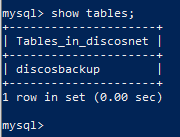 mysql> show tables;
+--------------------+
| Tables_in_discosnet |
+--------------------+
| discosbackup |
+--------------------+
1 row in set (0.00 sec)
mysql>